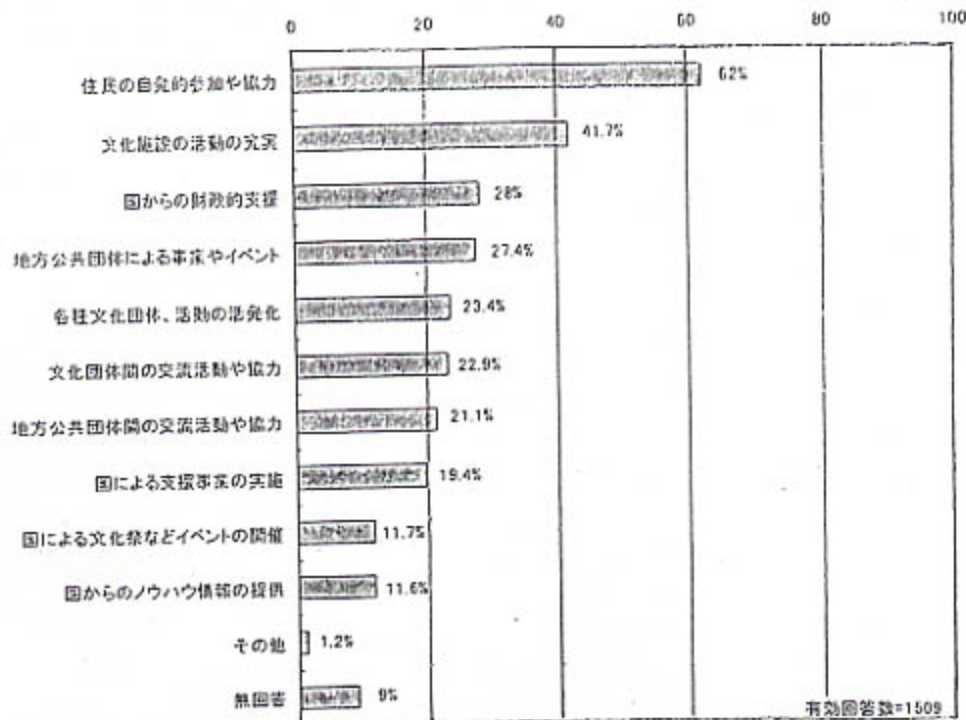 0 20 40 60 80 100
住民の自発的参加や協力 62%
文化施設の活動の充実 41.7%
国からの財政的支援 28%
地方公共団体による事業やイベント 27.4%
各種文化団体、活動の活発化 23.4%
文化団体間の交流活動や協力 22.9%
地方公共団体間の交流活動や協力 21.1%
国による支援事業の実施 19.4%
国による文化祭などイベントの開催 11.7%
国からのノウハウ情報の提供 11.6%
その他 1.2%
無回答 9%
有効回答数=1509